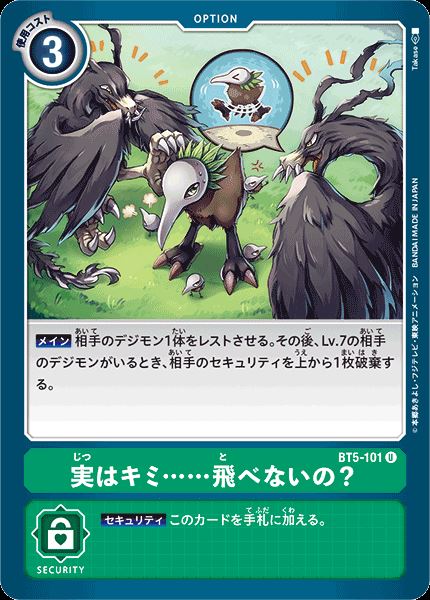 OPTION
使用コスト
3
Takase
メイン 相手のデジモン1体をレストさせる。その後、Lv.7の相手
のデジモンがいるとき、相手のセキュリティを上から1枚破棄す
る。
BT5-101 U
実はキミ……飛べないの?
セキュリティ このカードを手札に加える。
SECURITY
©本郷あきよし・フジテレビ・東映アニメーション BANDAI MADE IN JAPAN